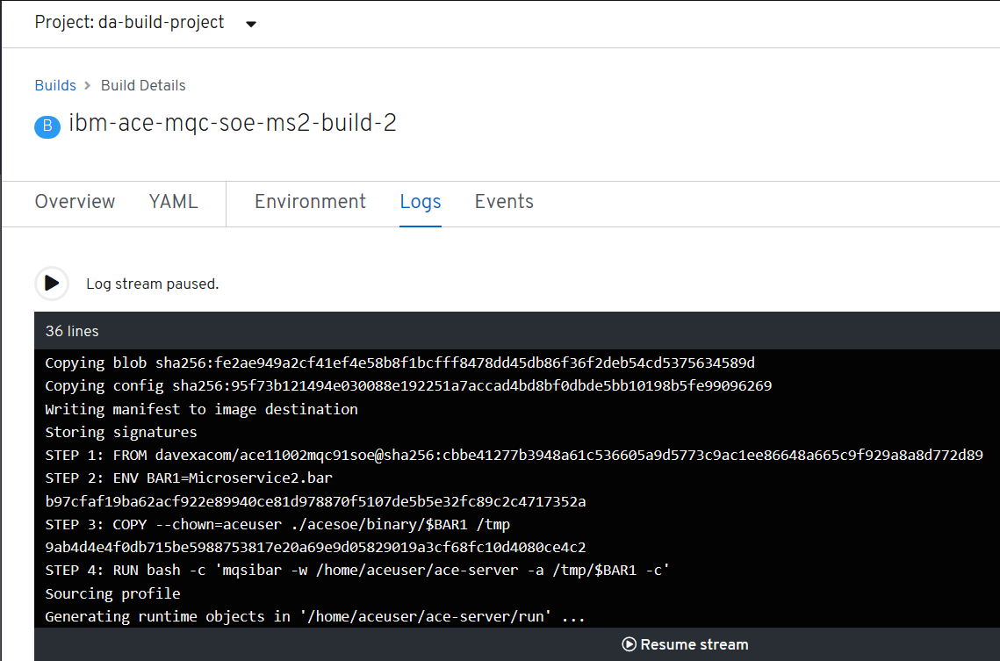 Project: da-build-project
Builds > Build Details
B ibm-ace-mqc-soe-ms2-build-2
Overview YAML Environment Logs Events
Log stream paused.
36 lines
Copying blob sha256:fe2ae949a2cf41ef4e58b8f1bcfff8478dd45db86f36f2deb54cd5375634589d
Copying config sha256:95f73b121494e030088e192251a7accad4bd8bf0dbde5bb10198b5fe99096269
Writing manifest to image destination
Storing signatures
STEP 1: FROM davexacom/ace11002mqc91soe@sha256:cbbe41277b3948a61c536605a9d5773c9ac1ee86648a665c9f929a8a8d772d89
STEP 2: ENV BAR1=Microservice2.bar
b97cfaf19ba62acf922e89940ce81d978870f5107de5b5e32fc89c2c4717352a
STEP 3: COPY --chown=aceuser ./acesoe/binary/$BAR1 /tmp
9ab4d4e4f0db715be5988753817e20a69e9d05829019a3cf68fc10d4080ce4c2
STEP 4: RUN bash -c 'mqsibar -w /home/aceuser/ace-server -a /tmp/$BAR1 -c'
Sourcing profile
Generating runtime objects in '/home/aceuser/ace-server/run' ...
Resume stream